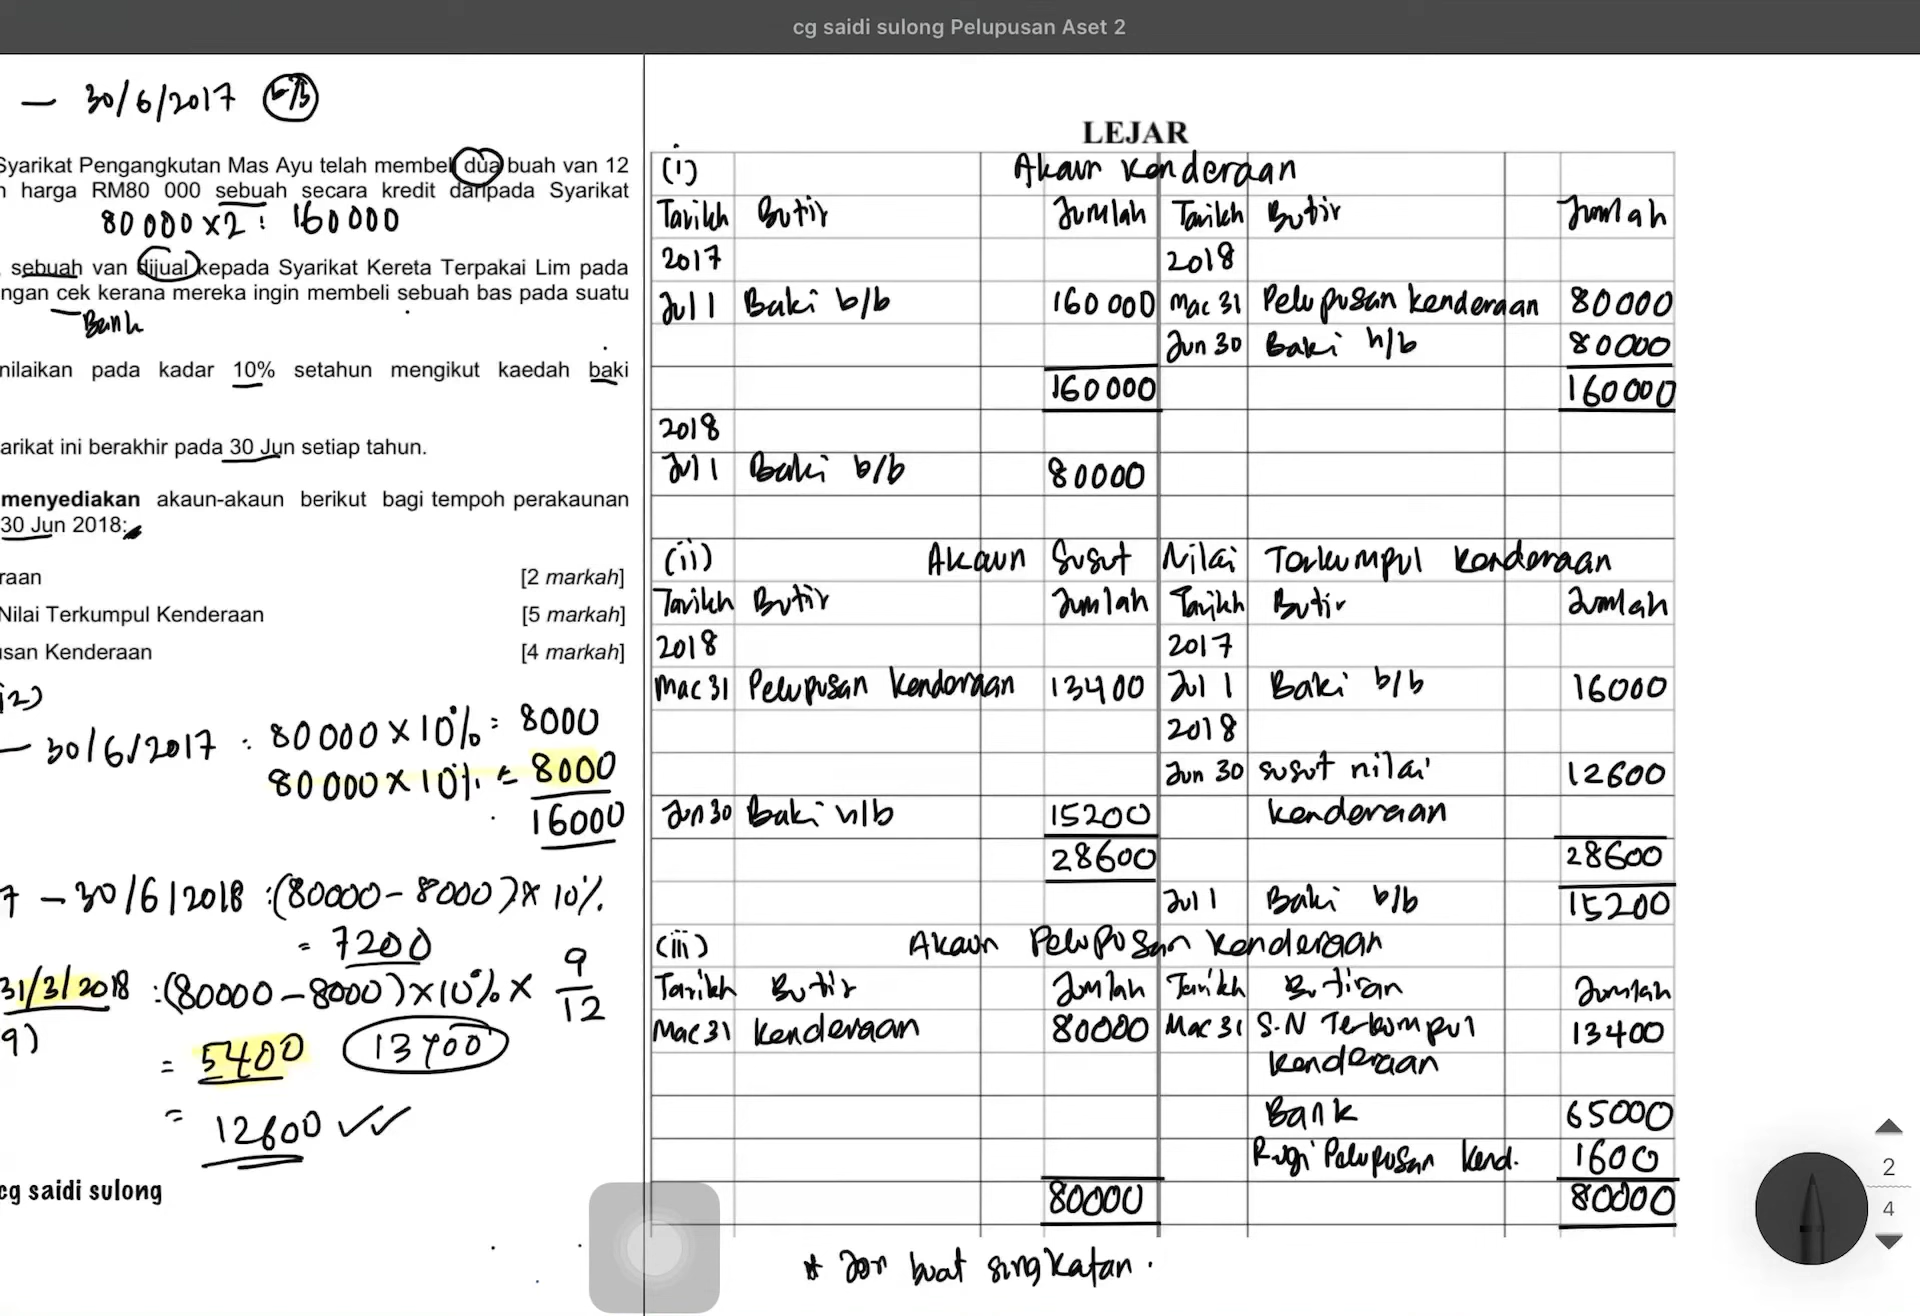 cg saidi sulong Pelupusan Aset 2
— 30/6/2017
Syarikat Pengangkutan Mas Ayu telah membeli dua buah van 12
harga RM80 000 sebuah secara kredit daripada Syarikat
80000 x 2 : 160000
sebuah van dijual kepada Syarikat Kereta Terpakai Lim pada
ngan cek kerana mereka ingin membeli sebuah bas pada suatu
Bank
nilaikan pada kadar 10% setahun mengikut kaedah baki
arikat ini berakhir pada 30 Jun setiap tahun.
menyediakan akaun-akaun berikut bagi tempoh perakaunan
30 Jun 2018:
raan [2 markah]
Nilai Terkumpul Kenderaan [5 markah]
usan Kenderaan [4 markah]
12)
— 30/6/2017 : 80000 x 10% = 8000
80000 x 10% = 8000
16000
7 – 30/6/2018 : (80000 – 8000) x 10%
= 7200
31/3/2018 : (80000 – 8000) x 10% x 9/12
9)
= 5400 13400
= 12600 ✓✓
cg saidi sulong
LEJAR
(i) Akaun Kenderaan
Tarikh Butir Jumlah Tarikh Butir Jumlah
2017 2018
Jul 1 Baki b/b 160000 Mac 31 Pelupusan kenderaan 80000
Jun 30 Baki h/b 80000
160000 160000
2018
Jul 1 Baki b/b 80000
(ii) Akaun Susut Nilai Terkumpul Kenderaan
Tarikh Butir Jumlah Tarikh Butir Jumlah
2018 2017
Mac 31 Pelupusan Kenderaan 13400 Jul 1 Baki b/b 16000
2018
Jun 30 susut nilai 12600
Jun 30 Baki h/b 15200 kenderaan
28600 28600
Jul 1 Baki b/b 15200
(iii) Akaun Pelupusan Kenderaan
Tarikh Butir Jumlah Tarikh Butiran Jumlah
Mac 31 Kenderaan 80000 Mac 31 S.N Terkumpul 13400
Kenderaan
Bank 65000
Rugi Pelupusan Kend. 1600
80000 80000
* Jon buat singkatan.
2
4